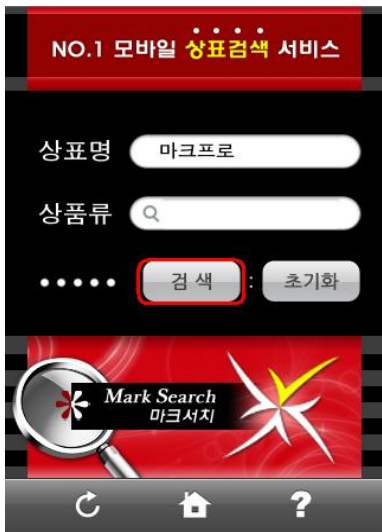 NO.1 모바일 상표검색 서비스
상표명 마크프로
상품류
검 색 : 초기화
Mark Search
마크서치
?